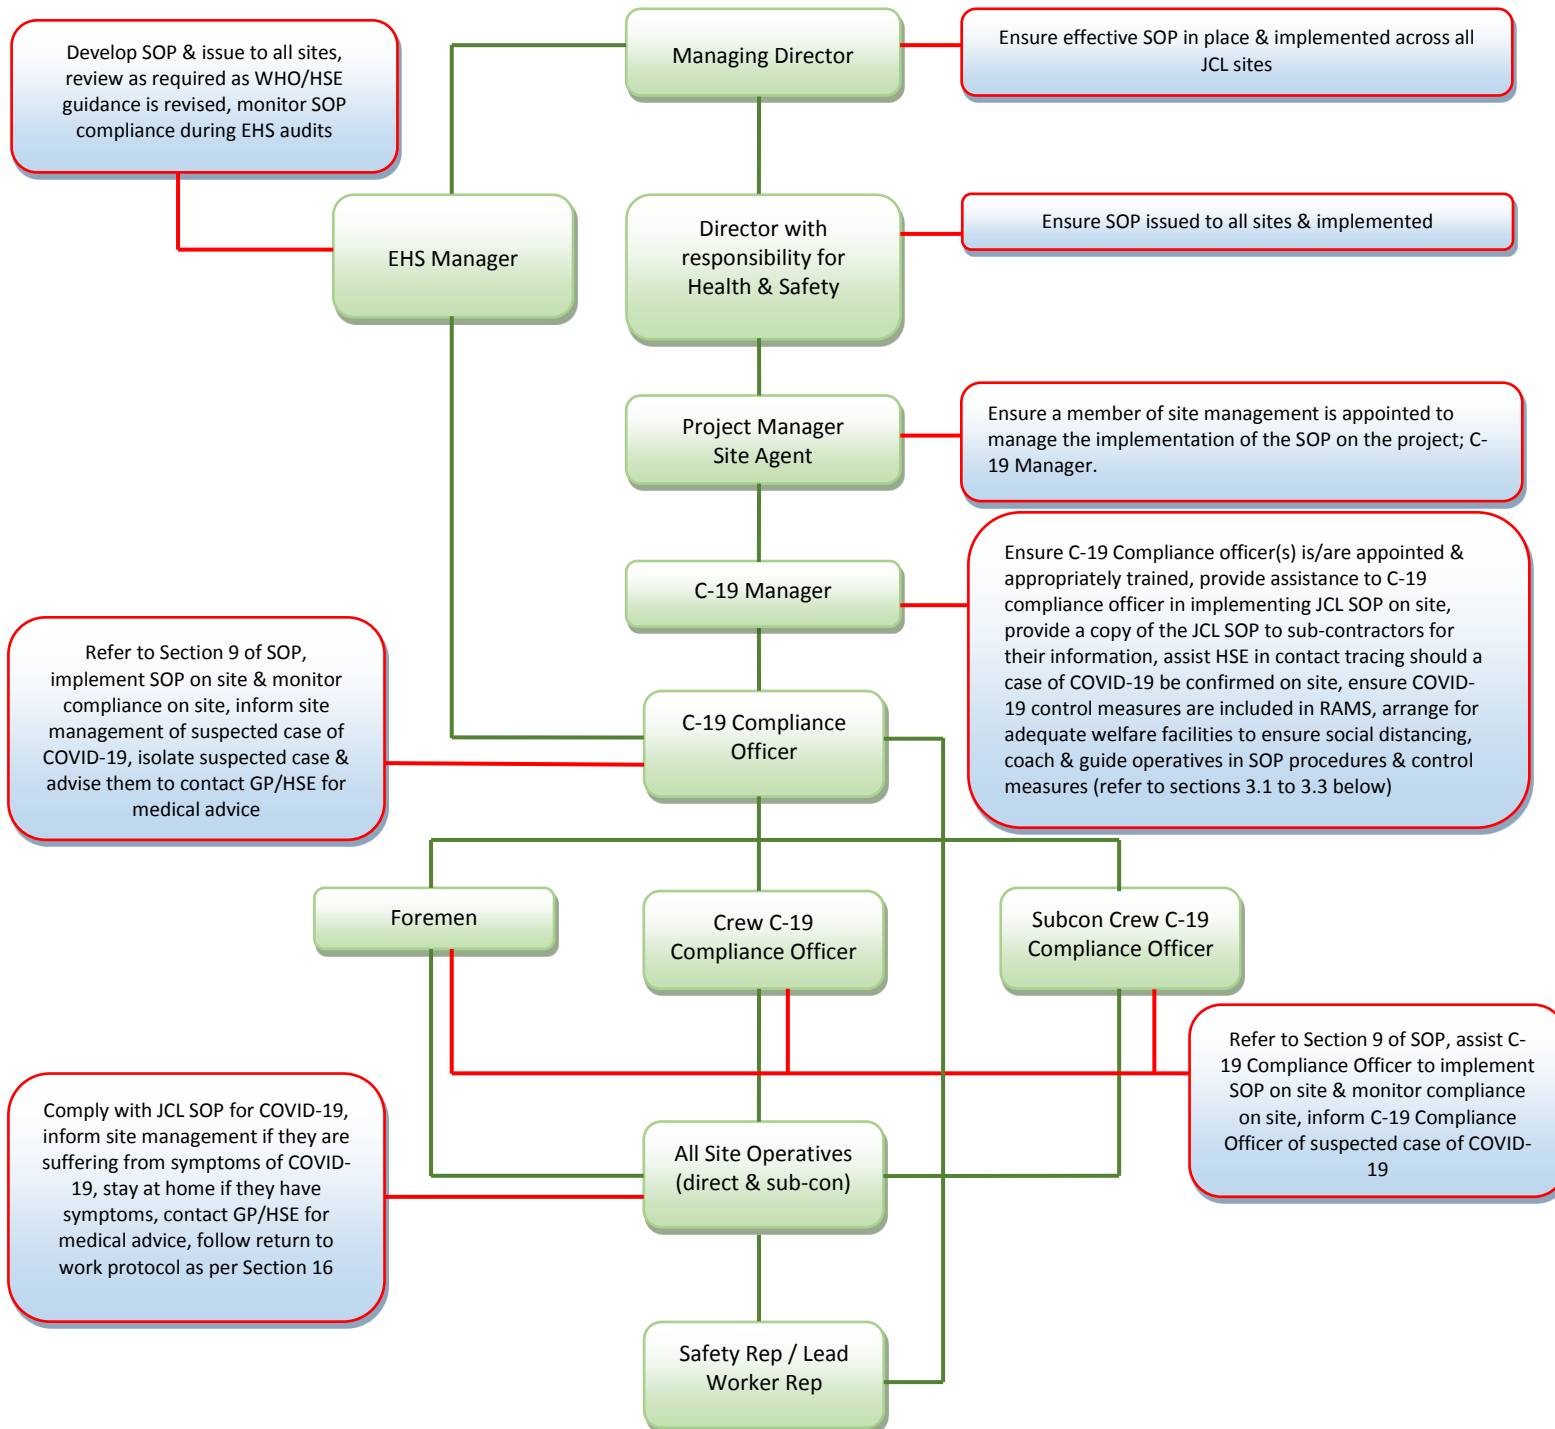 Develop SOP & issue to all sites,
review as required as WHO/HSE
guidance is revised, monitor SOP
compliance during EHS audits
Managing Director
Ensure effective SOP in place & implemented across all
JCL sites
EHS Manager
Director with
responsibility for
Health & Safety
Ensure SOP issued to all sites & implemented
Project Manager
Site Agent
Ensure a member of site management is appointed to
manage the implementation of the SOP on the project; C-
19 Manager.
C-19 Manager
Ensure C-19 Compliance officer(s) is/are appointed &
appropriately trained, provide assistance to C-19
compliance officer in implementing JCL SOP on site,
provide a copy of the JCL SOP to sub-contractors for
their information, assist HSE in contact tracing should a
case of COVID-19 be confirmed on site, ensure COVID-
19 control measures are included in RAMS, arrange for
adequate welfare facilities to ensure social distancing,
coach & guide operatives in SOP procedures & control
measures (refer to sections 3.1 to 3.3 below)
Refer to Section 9 of SOP,
implement SOP on site & monitor
compliance on site, inform site
management of suspected case of
COVID-19, isolate suspected case &
advise them to contact GP/HSE for
medical advice
C-19 Compliance
Officer
Foremen
Crew C-19
Compliance Officer
Subcon Crew C-19
Compliance Officer
Refer to Section 9 of SOP, assist C-
19 Compliance Officer to implement
SOP on site & monitor compliance
on site, inform C-19 Compliance
Officer of suspected case of COVID-
19
Comply with JCL SOP for COVID-19,
inform site management if they are
suffering from symptoms of COVID-
19, stay at home if they have
symptoms, contact GP/HSE for
medical advice, follow return to
work protocol as per Section 16
All Site Operatives
(direct & sub-con)
Safety Rep / Lead
Worker Rep